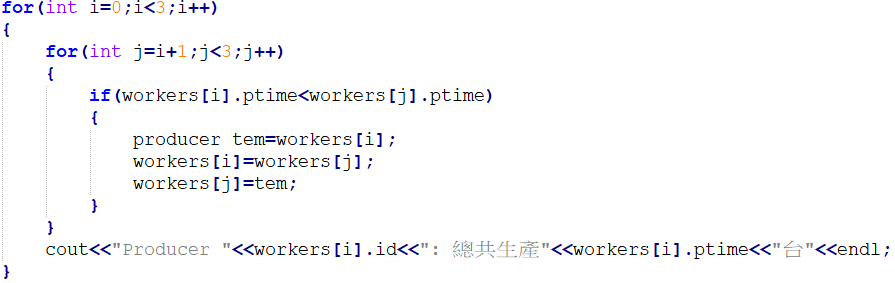 for(int i=0;i<3;i++)
{
    for(int j=i+1;j<3;j++)
    {
        if(workers[i].ptime<workers[j].ptime)
        {
            producer tem=workers[i];
            workers[i]=workers[j];
            workers[j]=tem;
        }
    }
    cout<<"Producer "<<workers[i].id<<": 總共生產"<<workers[i].ptime<<"台"<<endl;
}